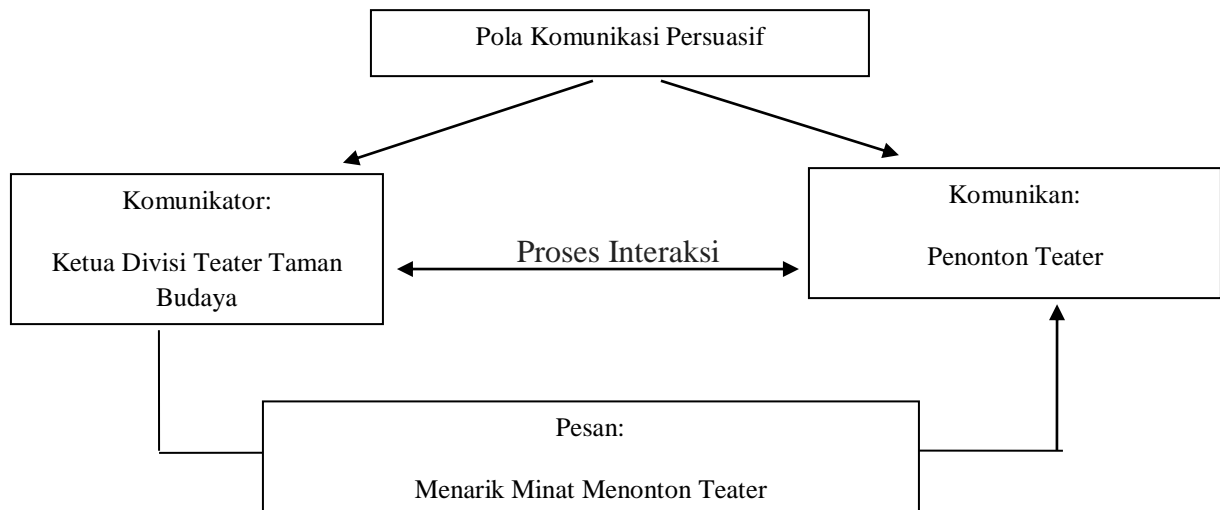 Pola Komunikasi Persuasif
Komunikator:
Ketua Divisi Teater Taman
Budaya
Proses Interaksi
Komunikan:
Penonton Teater
Pesan:
Menarik Minat Menonton Teater